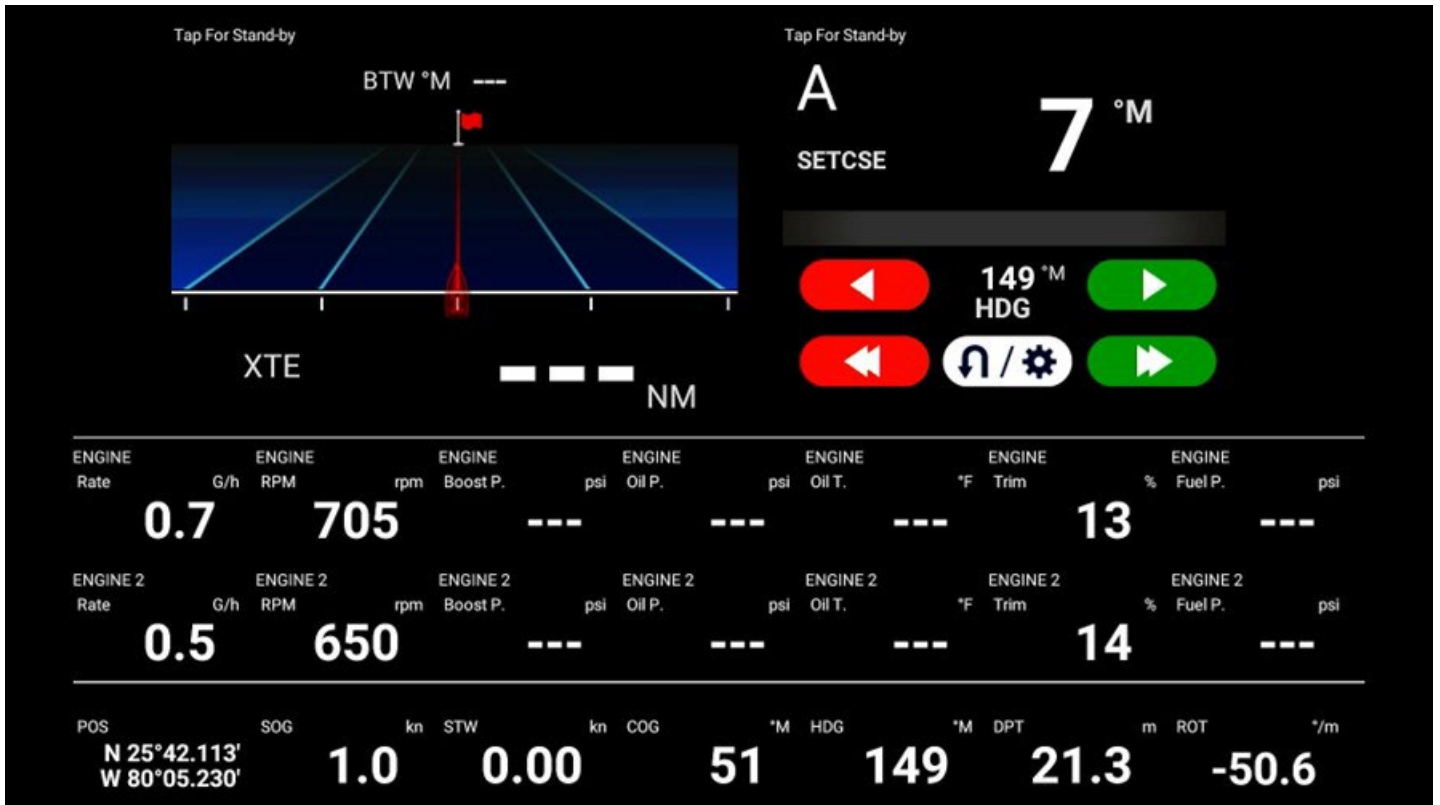 Tap For Stand-by
BTW °M ---
XTE --- NM
Tap For Stand-by
A
SETCSE
7 °M
149 °M
HDG
/
ENGINE ENGINE ENGINE ENGINE ENGINE ENGINE ENGINE
Rate G/h RPM rpm Boost P. psi Oil P. psi Oil T. °F Trim % Fuel P. psi
0.7 705 --- --- --- 13 ---
ENGINE 2 ENGINE 2 ENGINE 2 ENGINE 2 ENGINE 2 ENGINE 2 ENGINE 2
Rate G/h RPM rpm Boost P. psi Oil P. psi Oil T. °F Trim % Fuel P. psi
0.5 650 --- --- --- 14 ---
POS SOG kn STW kn COG °M HDG °M DPT m ROT °/m
N 25°42.113'
W 80°05.230'
1.0 0.00 51 149 21.3 -50.6